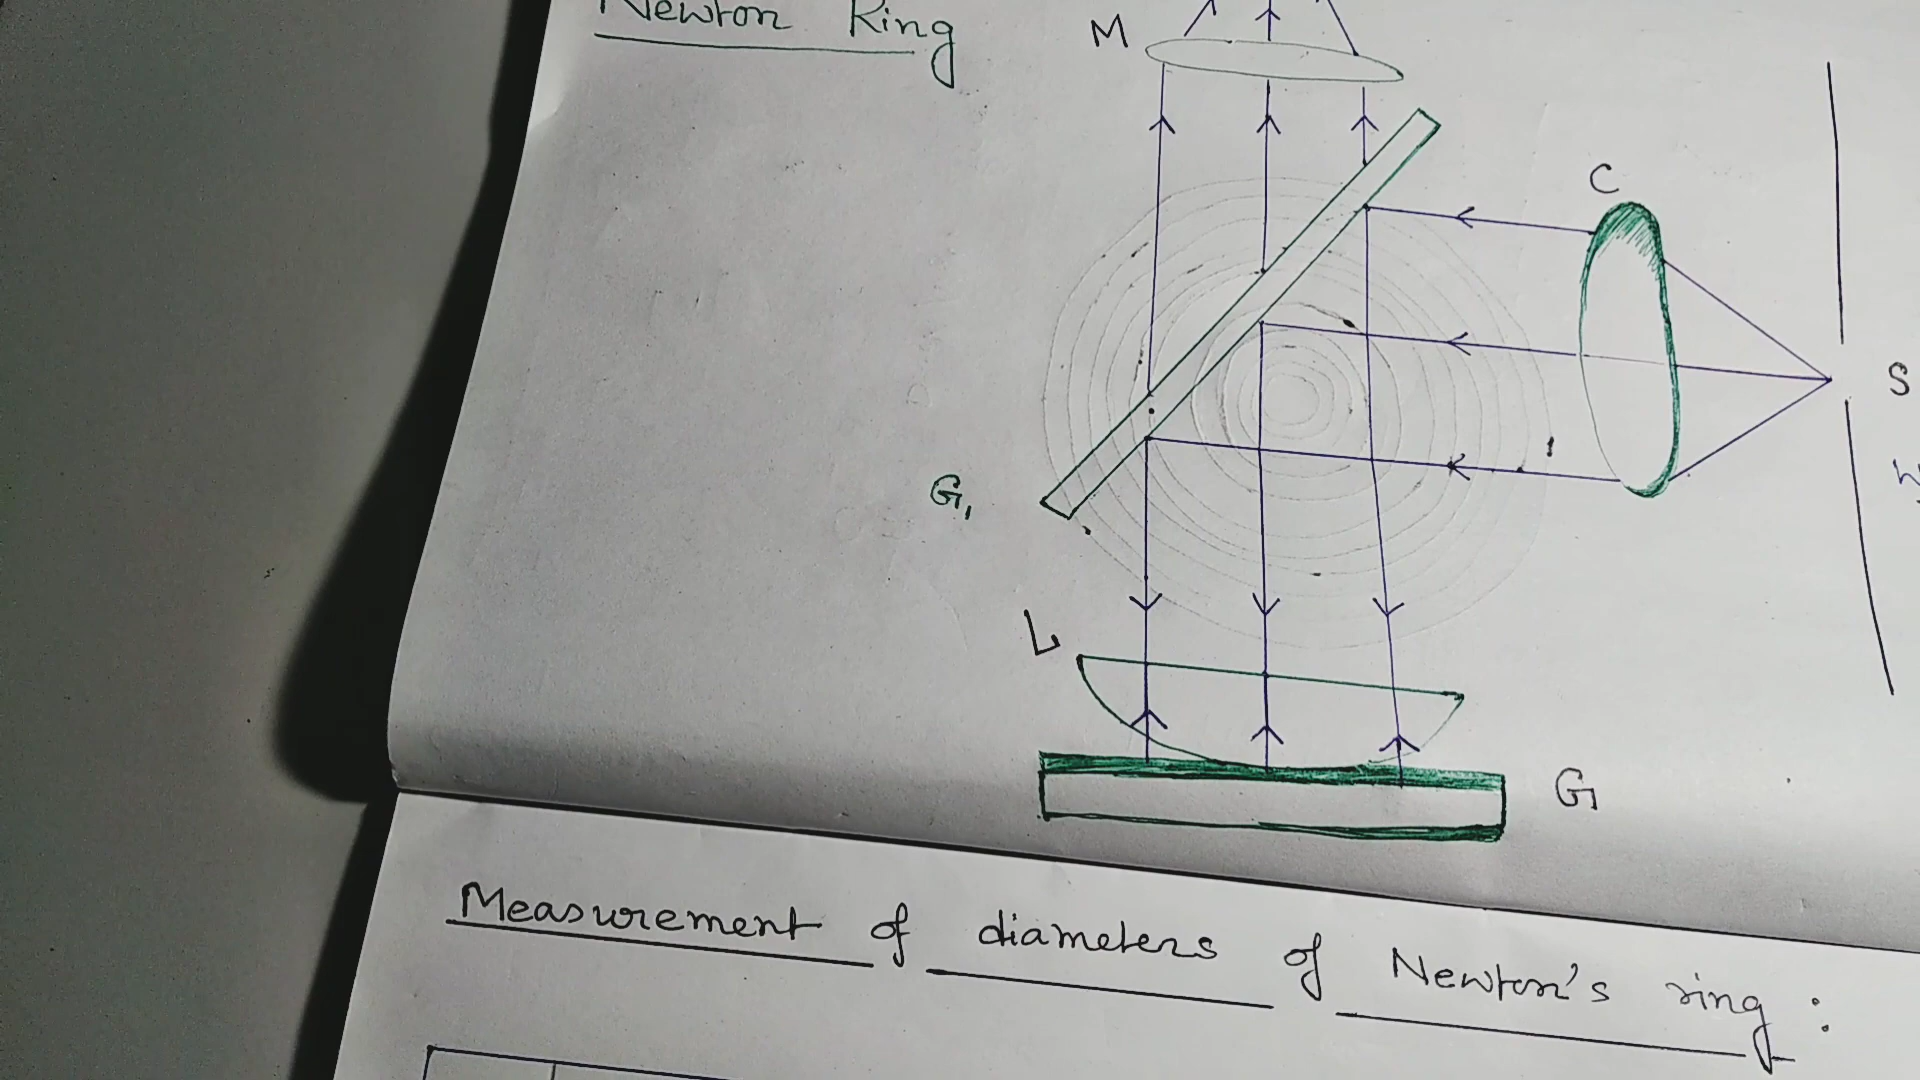 Newton Ring
M
C
S
G1
L
G
Measurement of diameters of Newton's ring :